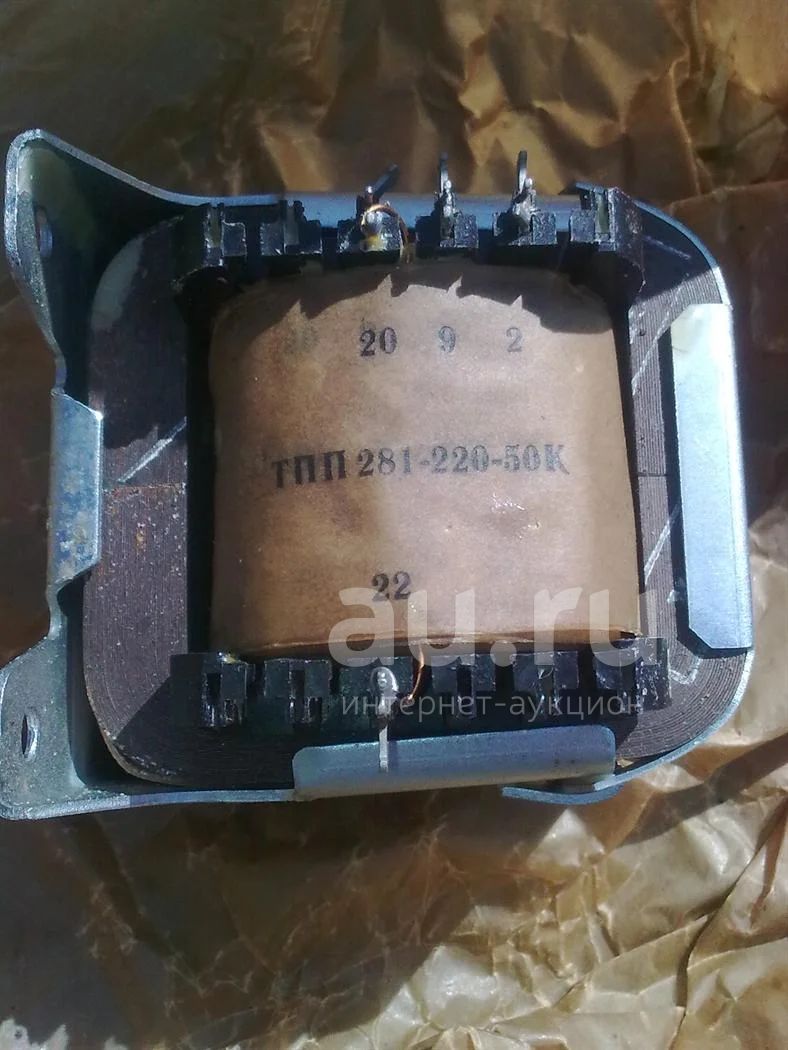 20 9 2
ТПП 281-220-50К
22
au.ru
интернет-аукцион